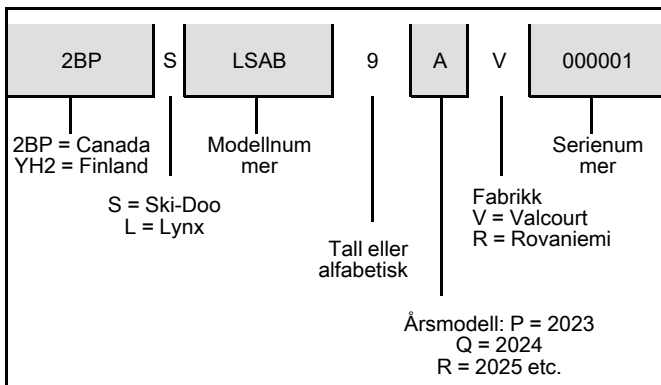 2BP S LSAB 9 A V 000001
2BP = Canada
YH2 = Finland
Modellnum
mer
Serienum
mer
S = Ski-Doo
L = Lynx
Fabrikk
V = Valcourt
R = Rovaniemi
Tall eller
alfabetisk
Årsmodell: P = 2023
Q = 2024
R = 2025 etc.